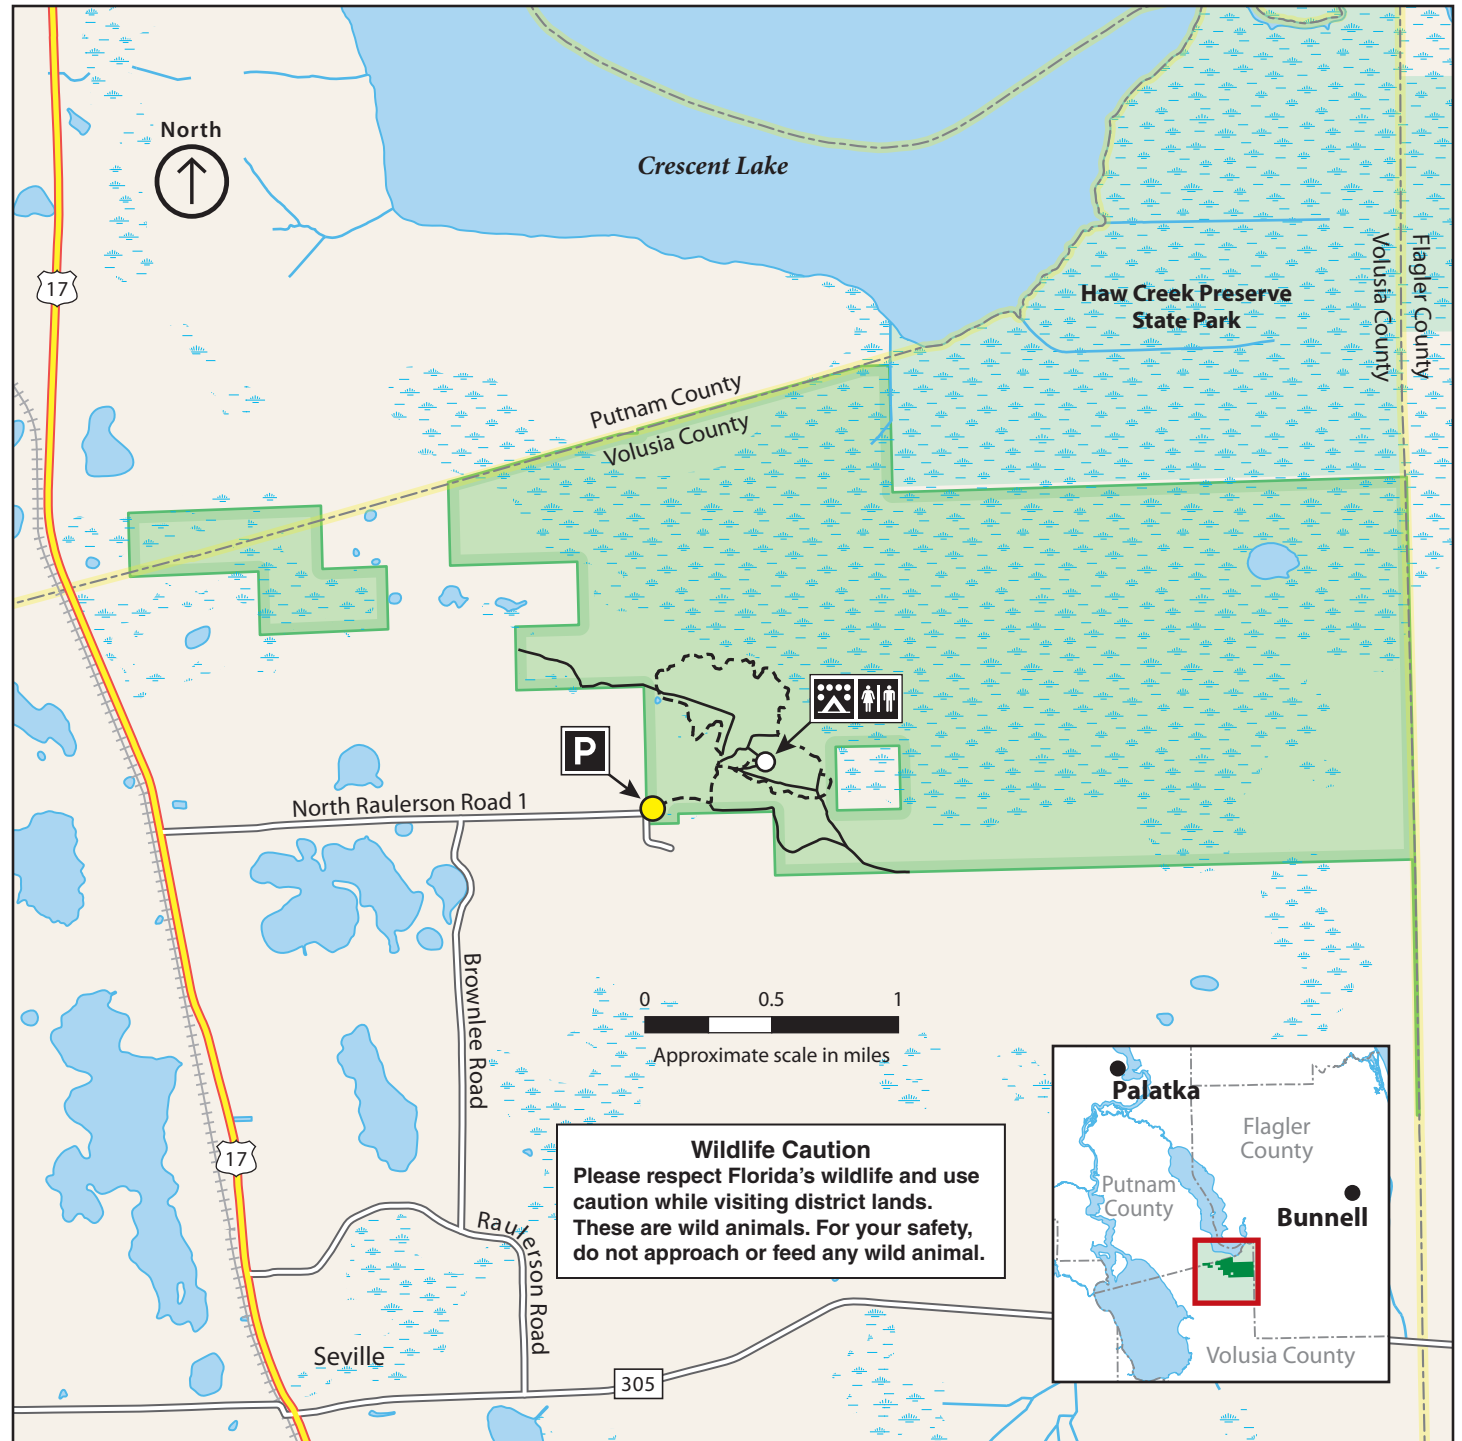 North
Crescent Lake
17
Haw Creek Preserve
State Park
Volusia County
Flagler County
Putnam County
Volusia County
P
North Raulerson Road 1
Brownlee Road
0 0.5 1
Approximate scale in miles
17
Wildlife Caution
Please respect Florida’s wildlife and use
caution while visiting district lands.
These are wild animals. For your safety,
do not approach or feed any wild animal.
Raulerson Road
Seville
305
Palatka
Flagler
County
Putnam
County
Bunnell
Volusia County